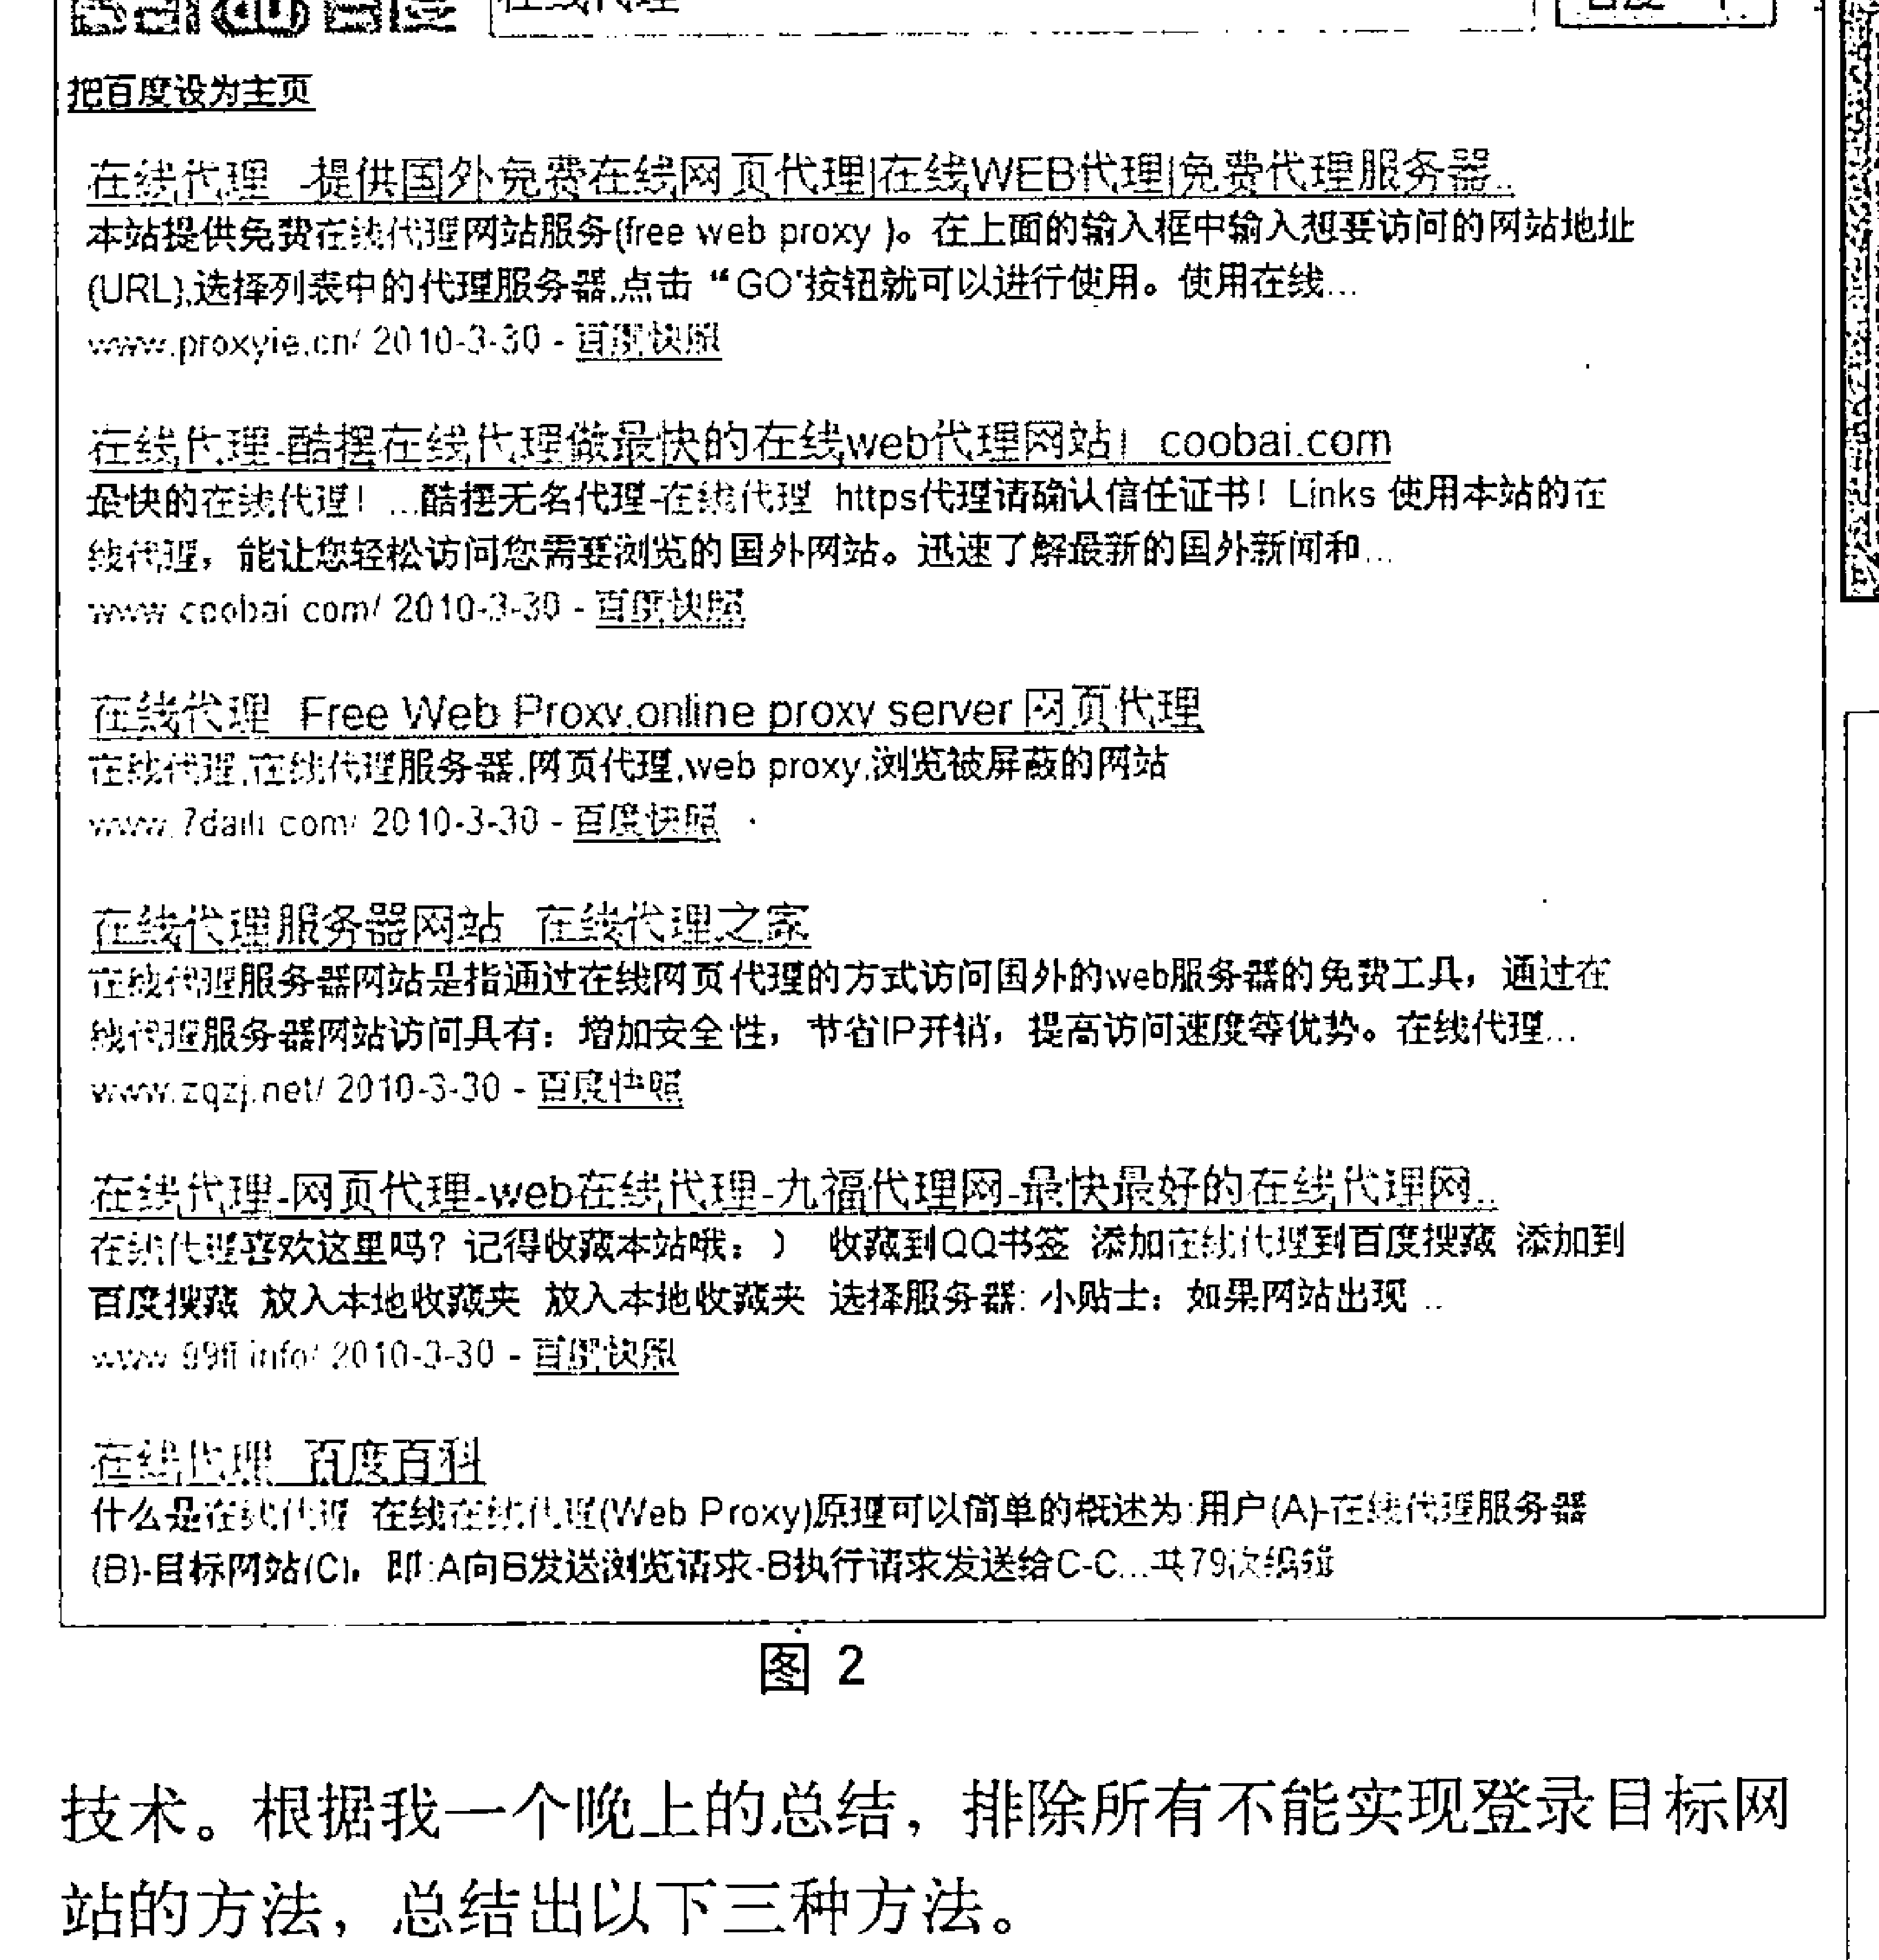 在线代理
把百度设为主页
在线代理 -提供国外免费在线网页代理|在线WEB代理|免费代理服务器..
本站提供免费在线代理网站服务(free web proxy )。在上面的输入框中输入想要访问的网站地址
(URL),选择列表中的代理服务器,点击“GO"按钮就可以进行使用。使用在线...
www.proxyie.cn/ 2010-3-30 - 百度快照
在线代理-酷摆在线代理做最快的在线web代理网站！ coobai.com
最快的在线代理！...酷摆无名代理-在线代理 https代理请确认信任证书！Links 使用本站的在
线代理，能让您轻松访问您需要浏览的国外网站。迅速了解最新的国外新闻和...
www.coobai.com/ 2010-3-30 - 百度快照
在线代理 Free Web Proxy,online proxy server 网页代理
在线代理,在线代理服务器,网页代理,web proxy,浏览被屏蔽的网站
www.7daili.com/ 2010-3-30 - 百度快照
在线代理服务器网站 在线代理之家
在线代理服务器网站是指通过在线网页代理的方式访问国外的web服务器的免费工具，通过在
线代理服务器网站访问具有：增加安全性，节省IP开销，提高访问速度等优势。在线代理...
www.zqzj.net/ 2010-3-30 - 百度快照
在线代理-网页代理-web在线代理-九福代理网-最快最好的在线代理网..
在线代理喜欢这里吗？记得收藏本站哦：） 收藏到QQ书签 添加在线代理到百度搜藏 添加到
百度搜藏 放入本地收藏夹 放入本地收藏夹 选择服务器: 小贴士：如果网站出现 ..
2010-3-30 - 百度快照
在线代理 百度百科
什么是在线代理 在线在线代理(Web Proxy)原理可以简单的概述为:用户(A)-在线代理服务器
(B)-目标网站(C)，即:A向B发送浏览请求-B执行请求发送给C-C...共79次编辑
图 2
技术。根据我一个晚上的总结，排除所有不能实现登录目标网
站的方法，总结出以下三种方法。